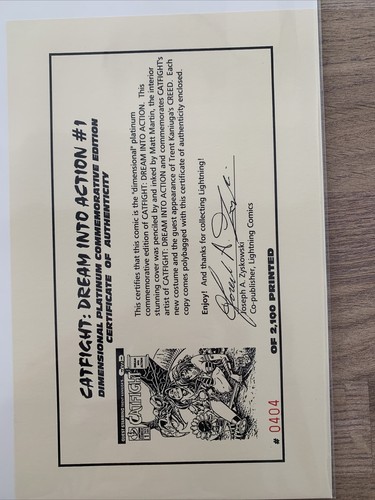 CATFIGHT: DREAM INTO ACTION #1
DIMENSIONAL PLATINUM COMMEMORATIVE EDITION
CERTIFICATE OF AUTHENTICITY
This certifies that this comic is the "dimensional" platinum
commemorative edition of CATFIGHT: DREAM INTO ACTION. This
stunning cover was penciled by and inked by Matt Martin, the interior
artist of CATFIGHT: DREAM INTO ACTION and commemorates CATFIGHT's
new costume and the guest appearance of Trent Kaniuga's CREED. Each
copy comes polybagged with this certificate of authenticity enclosed.
Enjoy! And thanks for collecting Lightning!
Joseph A. Zyskowski
Joseph A. Zyskowski
Co-publisher, Lightning Comics
CATFIGHT
# 0404
OF 2,100 PRINTED